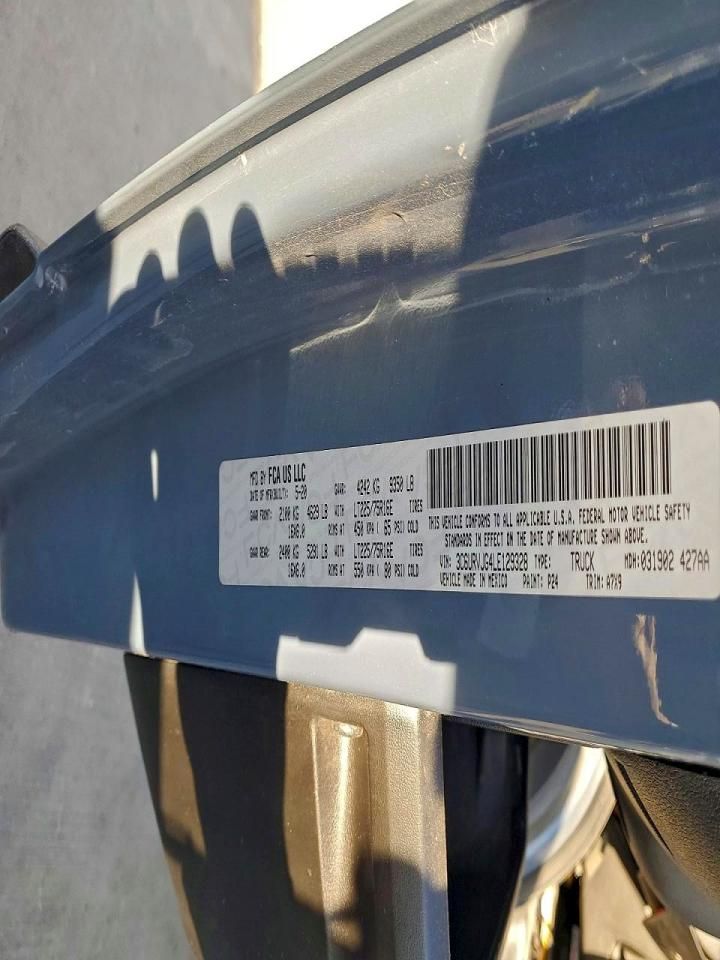 MFD BY FCA US LLC
DATE OF MFR(BUILT): 5-20 GVWR: 4242 KG 9350 LB
GAWR FRONT: 2100 KG 4629 LB WITH LT225/75R16E TIRES
16X6.0 RIMS AT 450 KPA ( 65 PSI COLD
GAWR REAR: 2400 KG 5291 LB WITH LT225/75R16E TIRES
16X6.0 RIMS AT 550 KPA ( 80 PSI COLD
THIS VEHICLE CONFORMS TO ALL APPLICABLE U.S.A. FEDERAL MOTOR VEHICLE SAFETY
STANDARDS IN EFFECT ON THE DATE OF MANUFACTURE SHOWN ABOVE.
VIN: 3C6URVJG4LE129328 TYPE: TRUCK MDH:031902 427AA
VEHICLE MADE IN MEXICO PAINT: P24 TRIM: A7X9